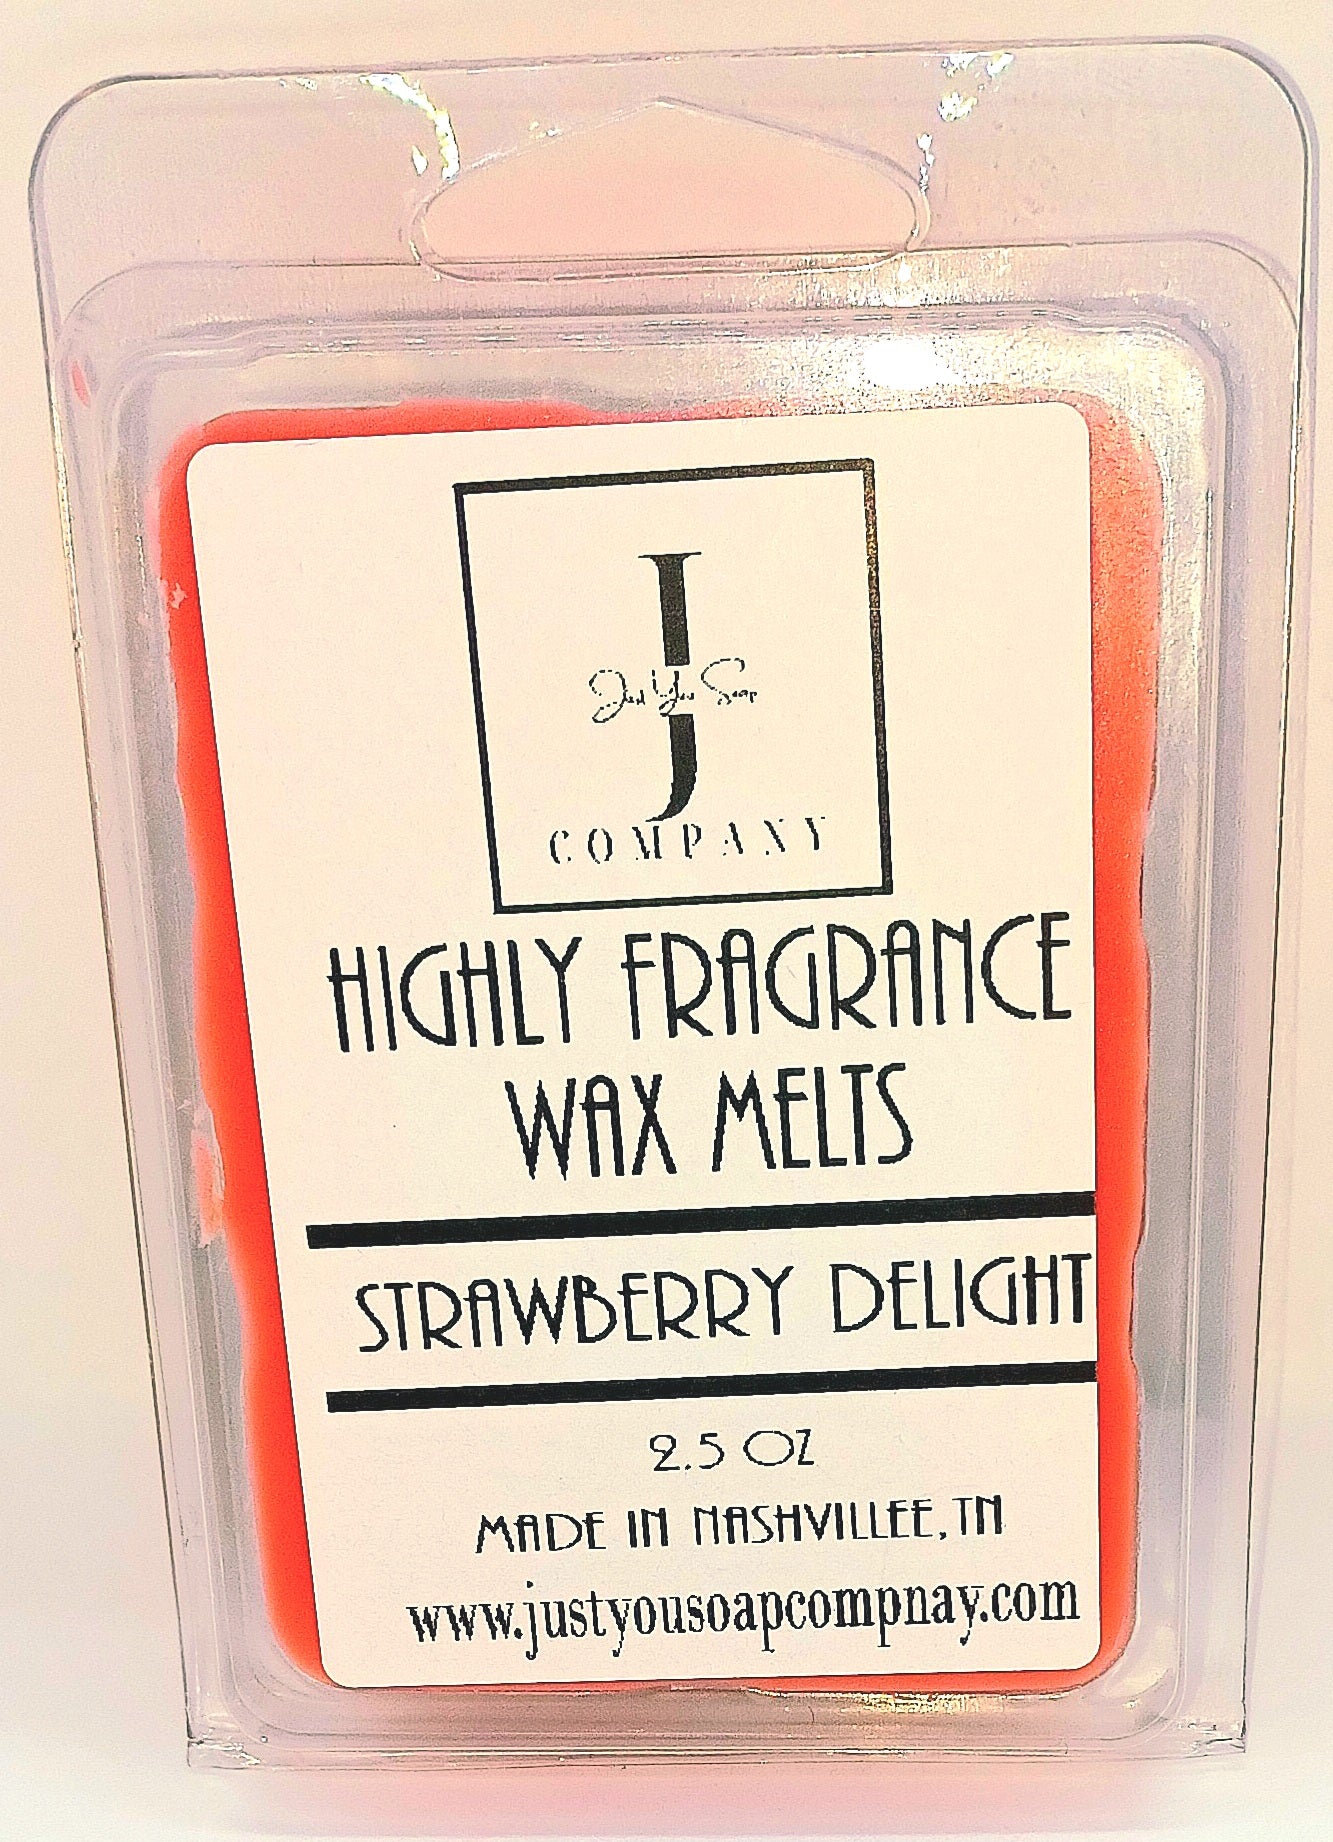 J
Just You Soap
COMPANY
HIGHLY FRAGRANCE
WAX MELTS
STRAWBERRY DELIGHT
2.5 OZ
MADE IN NASHVILLEE, TN
www.justyousoapcompnay.com